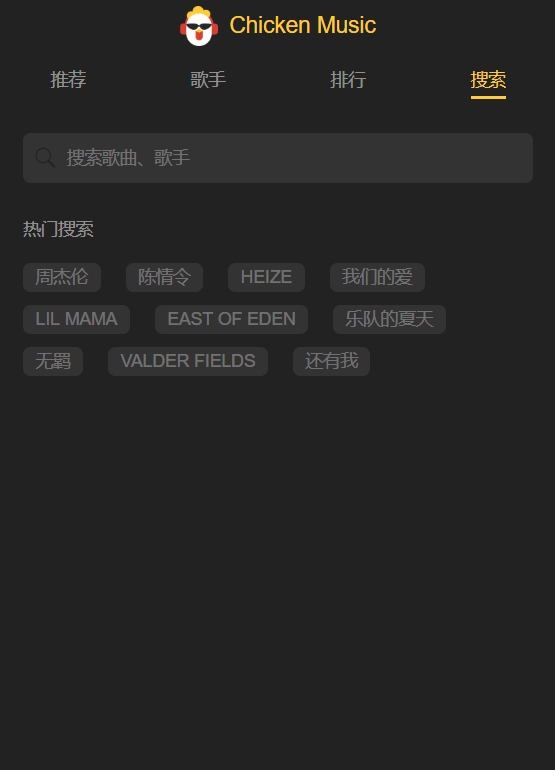 Chicken Music
推荐 歌手 排行 搜索
搜索歌曲、歌手
热门搜索
周杰伦 陈情令 HEIZE 我们的爱
LIL MAMA EAST OF EDEN 乐队的夏天
无羁 VALDER FIELDS 还有我